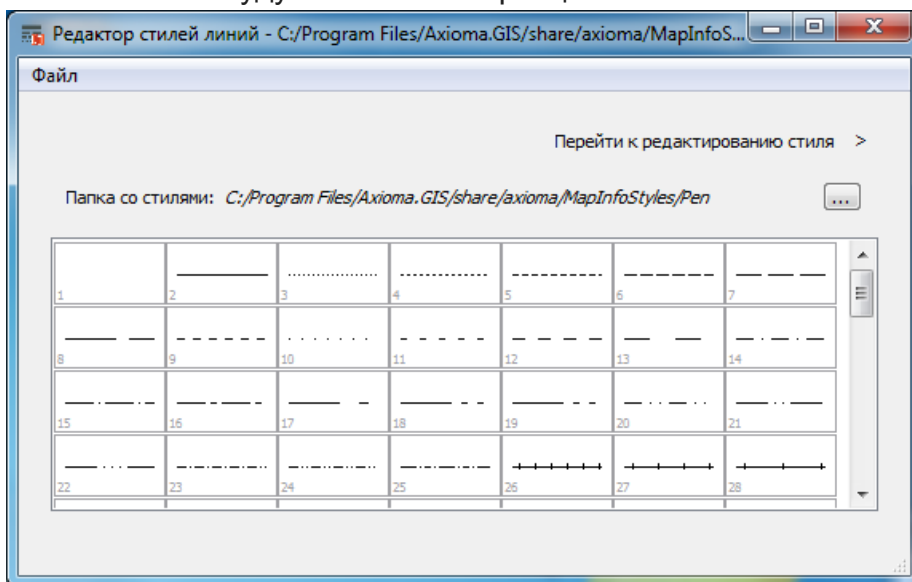 Редактор стилей линий - C:/Program Files/Axioma.GIS/share/axioma/MapInfoS...
Файл
Перейти к редактированию стиля >
Папка со стилями: C:/Program Files/Axioma.GIS/share/axioma/MapInfoStyles/Pen ...
1 2 3 4 5 6 7
8 9 10 11 12 13 14
15 16 17 18 19 20 21
22 23 24 25 26 27 28